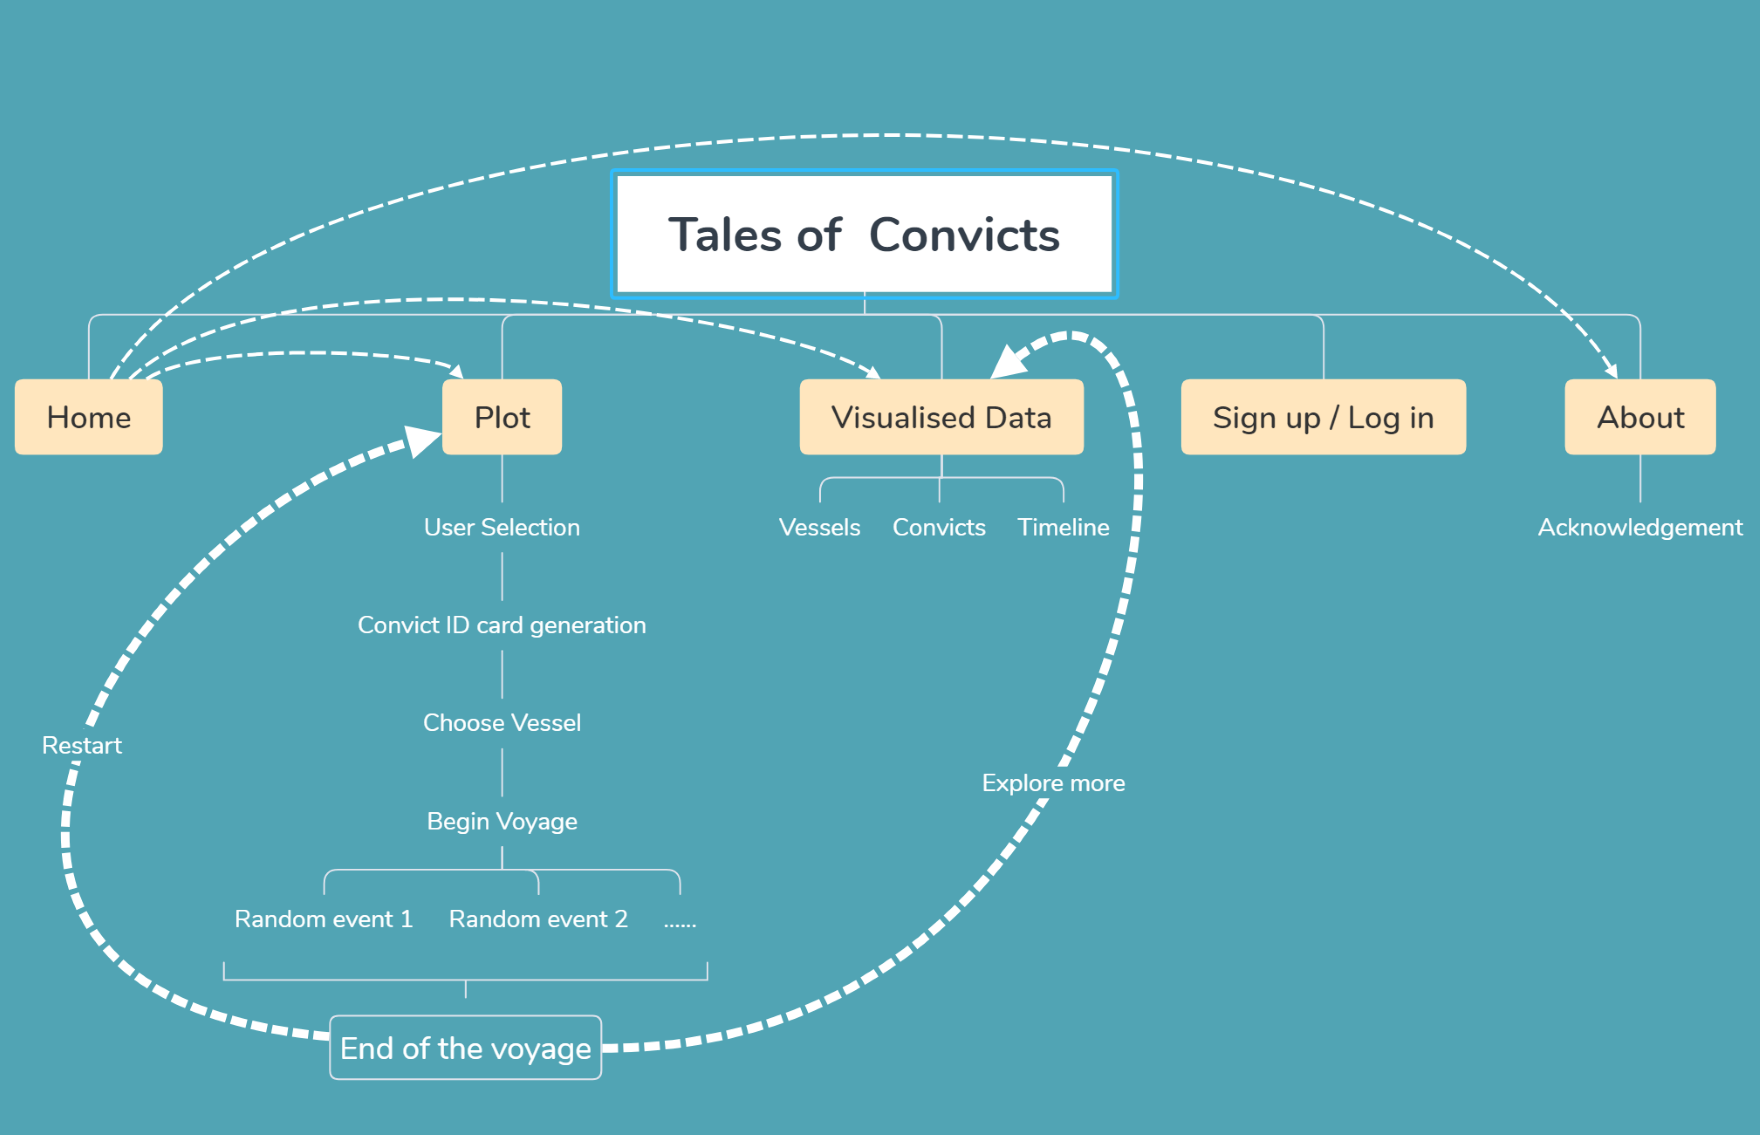 Tales of  Convicts
Home
Plot
Visualised Data
Sign up / Log in
About
User Selection
Vessels
Convicts
Timeline
Acknowledgement
Convict ID card generation
Choose Vessel
Restart
Explore more
Begin Voyage
Random event 1
Random event 2
......
End of the voyage